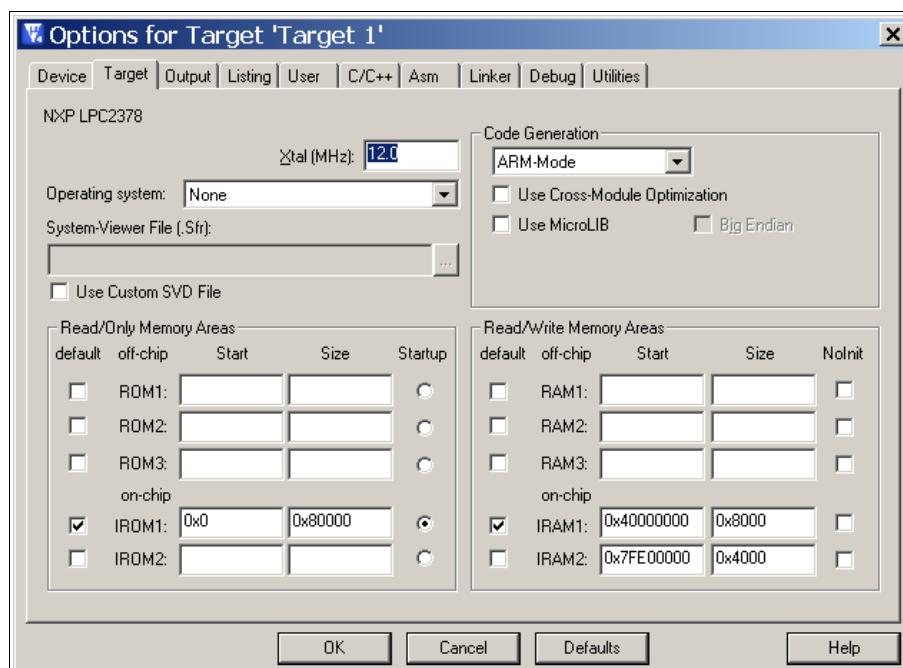 Options for Target 'Target 1'
Device Target Output Listing User C/C++ Asm Linker Debug Utilities
NXP LPC2378
Xtal (MHz): 12.0
Operating system: None
System-Viewer File (.Sfr):
...
Use Custom SVD File
Code Generation
ARM-Mode
Use Cross-Module Optimization
Use MicroLIB Big Endian
Read/Only Memory Areas
default off-chip Start Size Startup
ROM1:
ROM2:
ROM3:
on-chip
IROM1: 0x0 0x80000
IROM2:
Read/Write Memory Areas
default off-chip Start Size NoInit
RAM1:
RAM2:
RAM3:
on-chip
IRAM1: 0x40000000 0x8000
IRAM2: 0x7FE00000 0x4000
OK Cancel Defaults Help